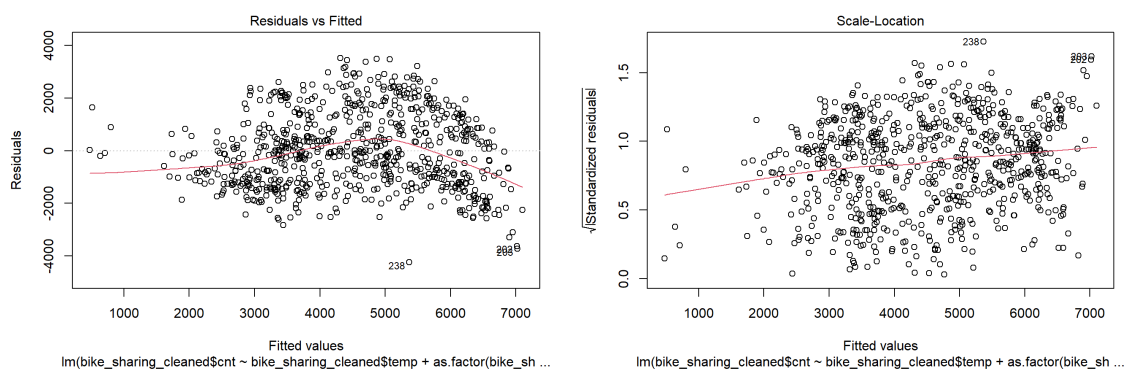 Residuals vs Fitted
Residuals
4000
2000
0
-2000
-4000
238
1000 2000 3000 4000 5000 6000 7000
Fitted values
lm(bike_sharing_cleaned$cnt ~ bike_sharing_cleaned$temp + as.factor(bike_sh ...
Scale-Location
√|Standardized residuals|
1.5
1.0
0.5
0.0
238
1000 2000 3000 4000 5000 6000 7000
Fitted values
lm(bike_sharing_cleaned$cnt ~ bike_sharing_cleaned$temp + as.factor(bike_sh ...